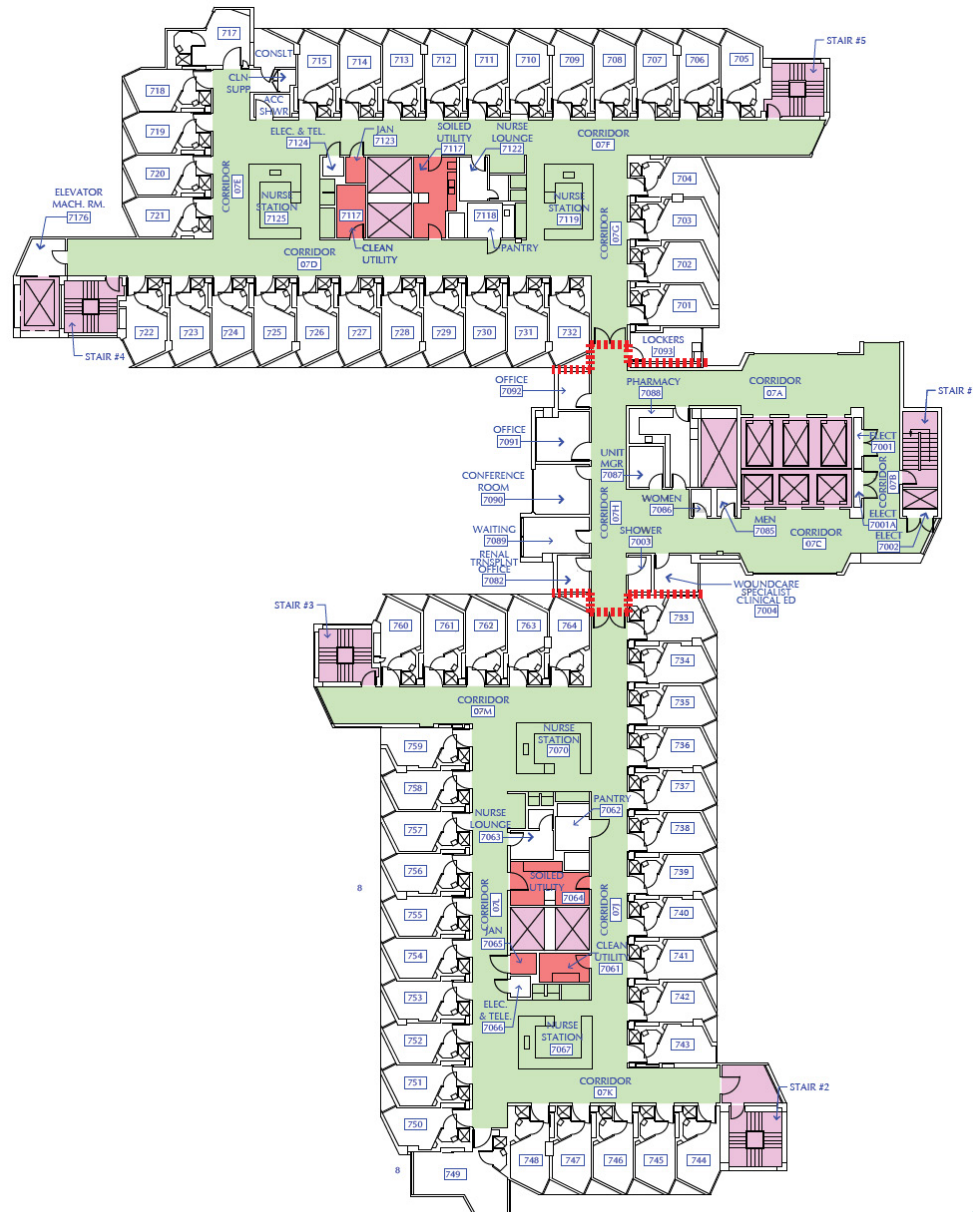 717
STAIR #5
CONSLT
715
714
713
712
711
710
709
708
707
706
705
718
CLN
SUPP
ACC
SHWR
719
ELEC. & TEL.
7124
JAN
7123
SOILED
UTILITY
7117
NURSE
LOUNGE
7122
CORRIDOR
07F
720
704
CORRIDOR
07E
ELEVATOR
MACH. RM.
7176
721
NURSE
STATION
7125
7117
7118
NURSE
STATION
7119
CORRIDOR
07G
703
CORRIDOR
07D
CLEAN
UTILITY
PANTRY
702
701
722
723
724
725
726
727
728
729
730
731
732
STAIR #4
LOCKERS
7093
OFFICE
7092
PHARMACY
7088
CORRIDOR
07A
STAIR #
OFFICE
7091
ELECT
7001
UNIT
MGR
7087
CONFERENCE
ROOM
7090
CORRIDOR
07B
CORRIDOR
07H
WOMEN
7086
ELECT
7001A
WAITING
7089
SHOWER
7003
MEN
7085
CORRIDOR
07C
ELECT
7002
RENAL
TRNSPLNT
OFFICE
7082
WOUNDCARE
SPECIALIST
CLINICAL ED
7004
STAIR #3
760
761
762
763
764
733
734
CORRIDOR
07M
735
759
NURSE
STATION
7070
736
758
737
PANTRY
7062
757
NURSE
LOUNGE
7063
738
756
8
SOILED
UTILITY
7064
739
CORRIDOR
07L
CORRIDOR
07J
755
740
754
JAN
7065
CLEAN
UTILITY
7061
741
753
742
ELEC.
& TELE.
7066
752
NURSE
STATION
7067
743
751
CORRIDOR
07K
STAIR #2
750
748
747
746
745
744
8
749